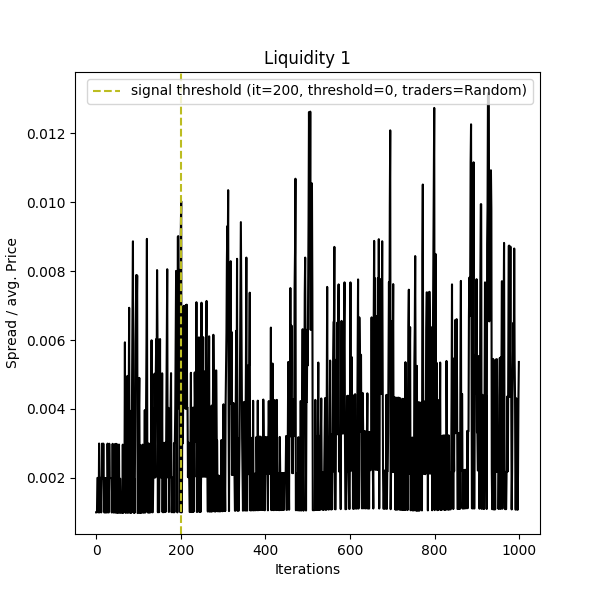 Liquidity 1
signal threshold (it=200, threshold=0, traders=Random)
Spread / avg. Price
0.012
0.010
0.008
0.006
0.004
0.002
0 200 400 600 800 1000
Iterations